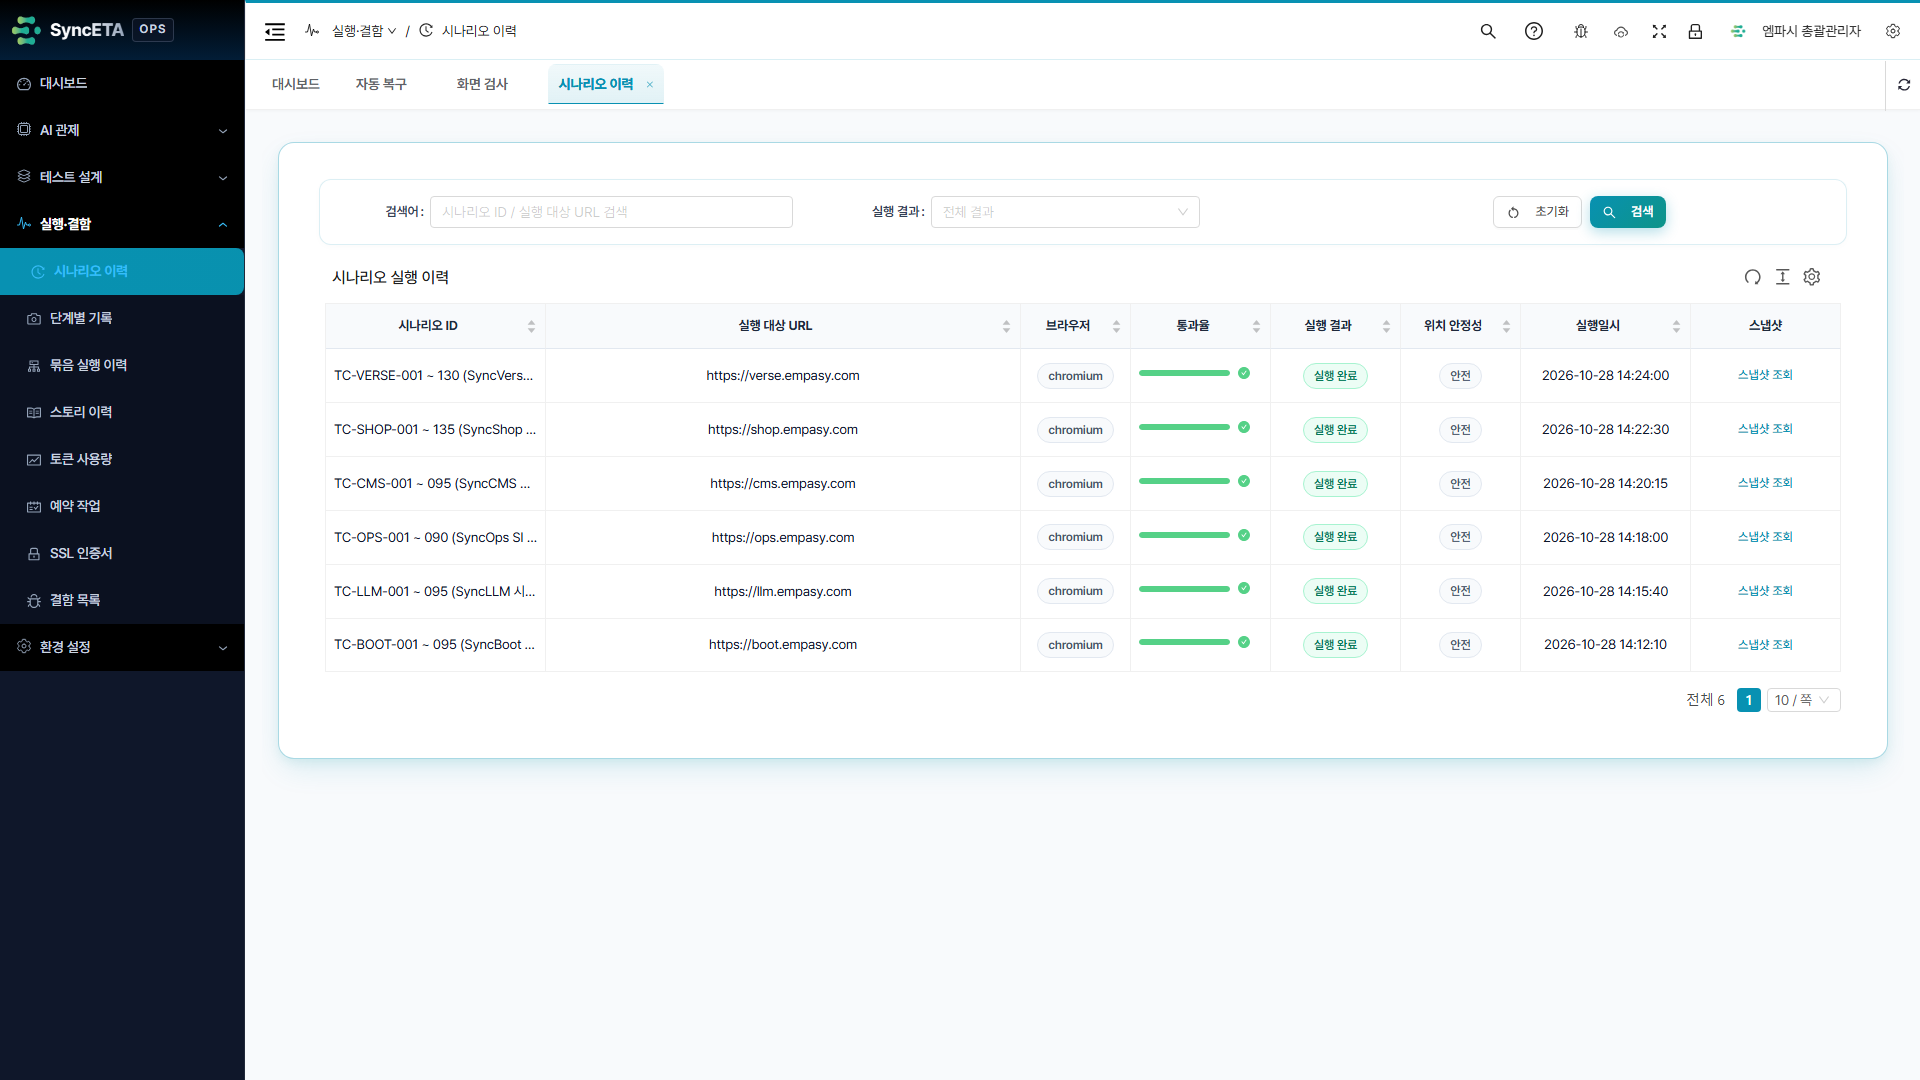 SyncETA OPS
실행·결함 / 시나리오 이력
엠파시 총괄관리자
대시보드
AI 관제
테스트 설계
실행·결함
시나리오 이력
단계별 기록
묶음 실행 이력
스토리 이력
토큰 사용량
예약 작업
SSL 인증서
결함 목록
환경 설정
대시보드 자동 복구 화면 검사 시나리오 이력 ×
검색어 : 시나리오 ID / 실행 대상 URL 검색 실행 결과 : 전체 결과 초기화 검색
시나리오 실행 이력
시나리오 ID 실행 대상 URL 브라우저 통과율 실행 결과 위치 안정성 실행일시 스냅샷
TC-VERSE-001 ~ 130 (SyncVers... https://verse.empasy.com chromium 실행 완료 안전 2026-10-28 14:24:00 스냅샷 조회
TC-SHOP-001 ~ 135 (SyncShop ... https://shop.empasy.com chromium 실행 완료 안전 2026-10-28 14:22:30 스냅샷 조회
TC-CMS-001 ~ 095 (SyncCMS ... https://cms.empasy.com chromium 실행 완료 안전 2026-10-28 14:20:15 스냅샷 조회
TC-OPS-001 ~ 090 (SyncOps SI ... https://ops.empasy.com chromium 실행 완료 안전 2026-10-28 14:18:00 스냅샷 조회
TC-LLM-001 ~ 095 (SyncLLM 시... https://llm.empasy.com chromium 실행 완료 안전 2026-10-28 14:15:40 스냅샷 조회
TC-BOOT-001 ~ 095 (SyncBoot ... https://boot.empasy.com chromium 실행 완료 안전 2026-10-28 14:12:10 스냅샷 조회
전체 6 1 10 / 쪽